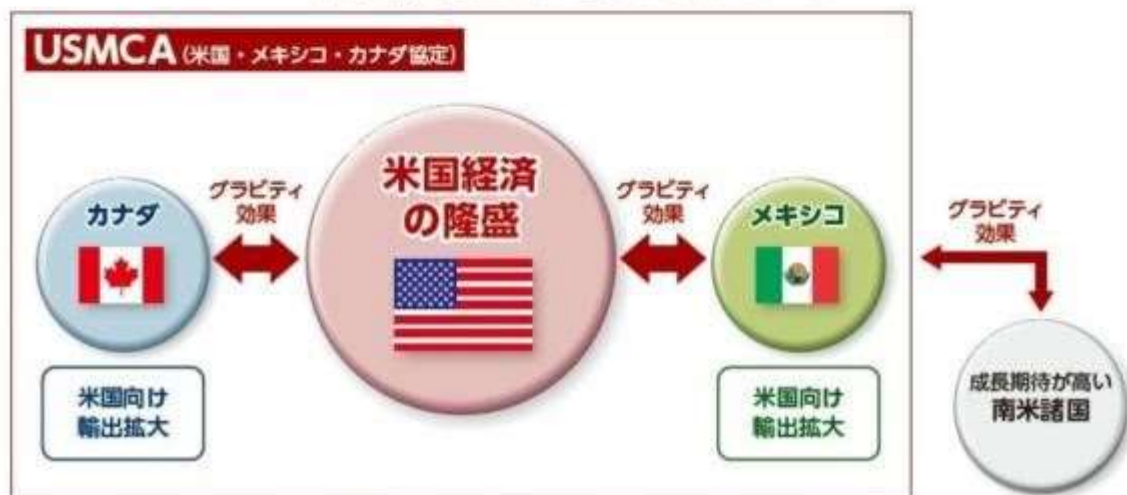 USMCA(米国・メキシコ・カナダ協定)
カナダ
グラビティ
効果
米国経済
の隆盛
グラビティ
効果
メキシコ
グラビティ
効果
米国向け
輸出拡大
米国向け
輸出拡大
成長期待が高い
南米諸国